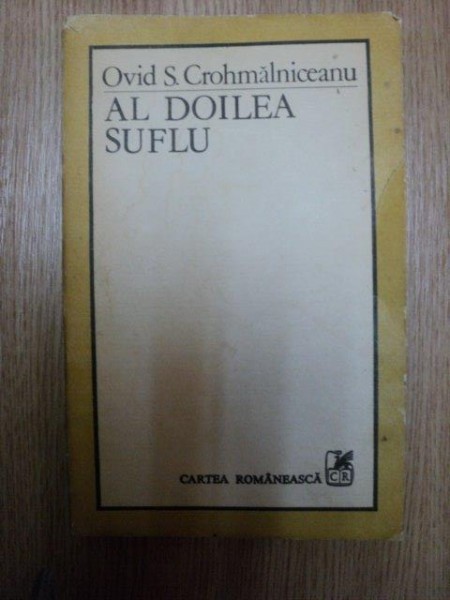 Ovid S. Crohmălniceanu
AL DOILEA
SUFLU
CARTEA ROMÂNEASCĂ
CR